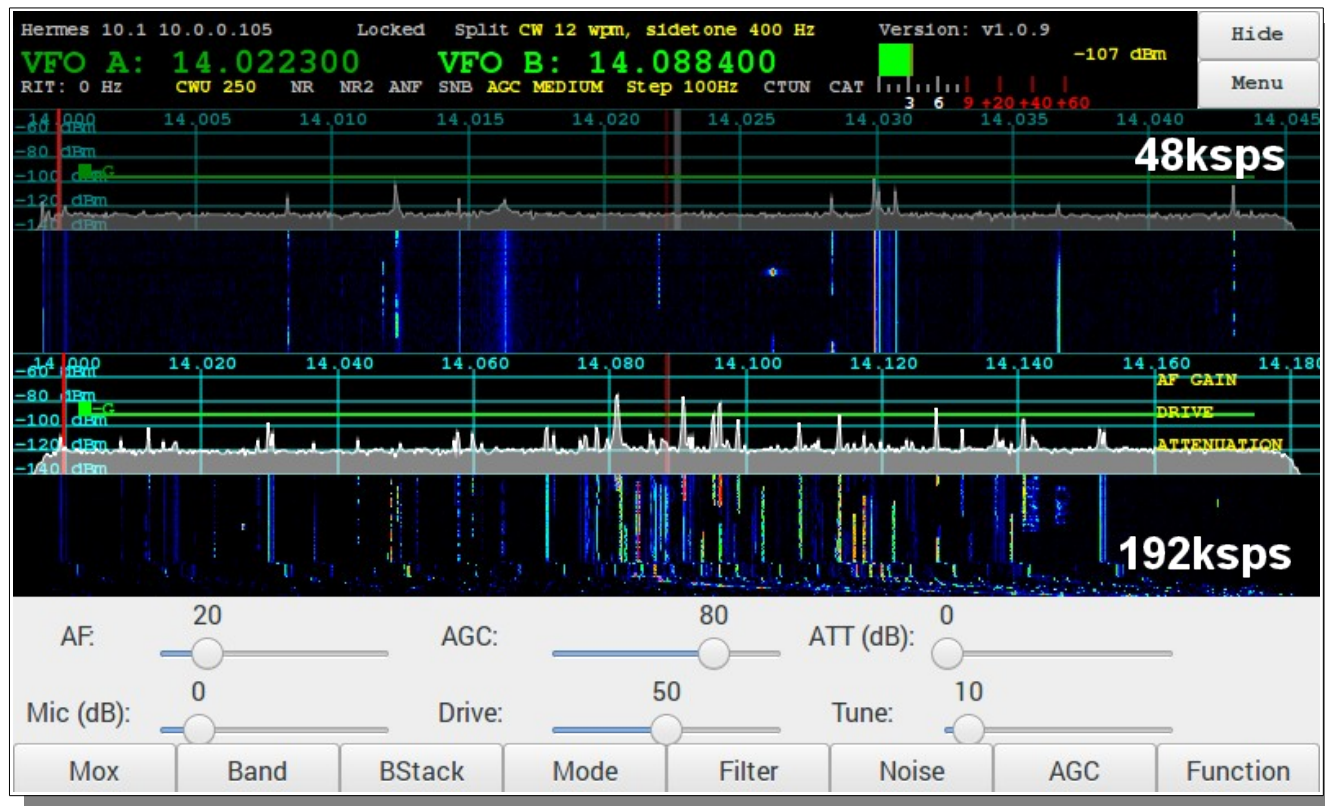 Hermes 10.1 10.0.0.105 Locked Split CW 12 wpm, sidetone 400 Hz Version: v1.0.9 Hide
VFO A: 14.022300 VFO B: 14.088400 -107 dBm
RIT: 0 Hz CWU 250 NR NR2 ANF SNB AGC MEDIUM Step 100Hz CTUN CAT Menu
3 6 9 +20 +40 +60
14.000 14.005 14.010 14.015 14.020 14.025 14.030 14.035 14.040 14.045
-60 dBm
-80 dBm
48ksps
-100 dBm -G
-120 dBm
-140 dBm
14.000 14.020 14.040 14.060 14.080 14.100 14.120 14.140 14.160 14.180
-60 dBm AF GAIN
-80 dBm
-G
-100 dBm DRIVE
-120 dBm ATTENUATION
-140 dBm
192ksps
AF: 20 AGC: 80 ATT (dB): 0
Mic (dB): 0 Drive: 50 Tune: 10
Mox Band BStack Mode Filter Noise AGC Function